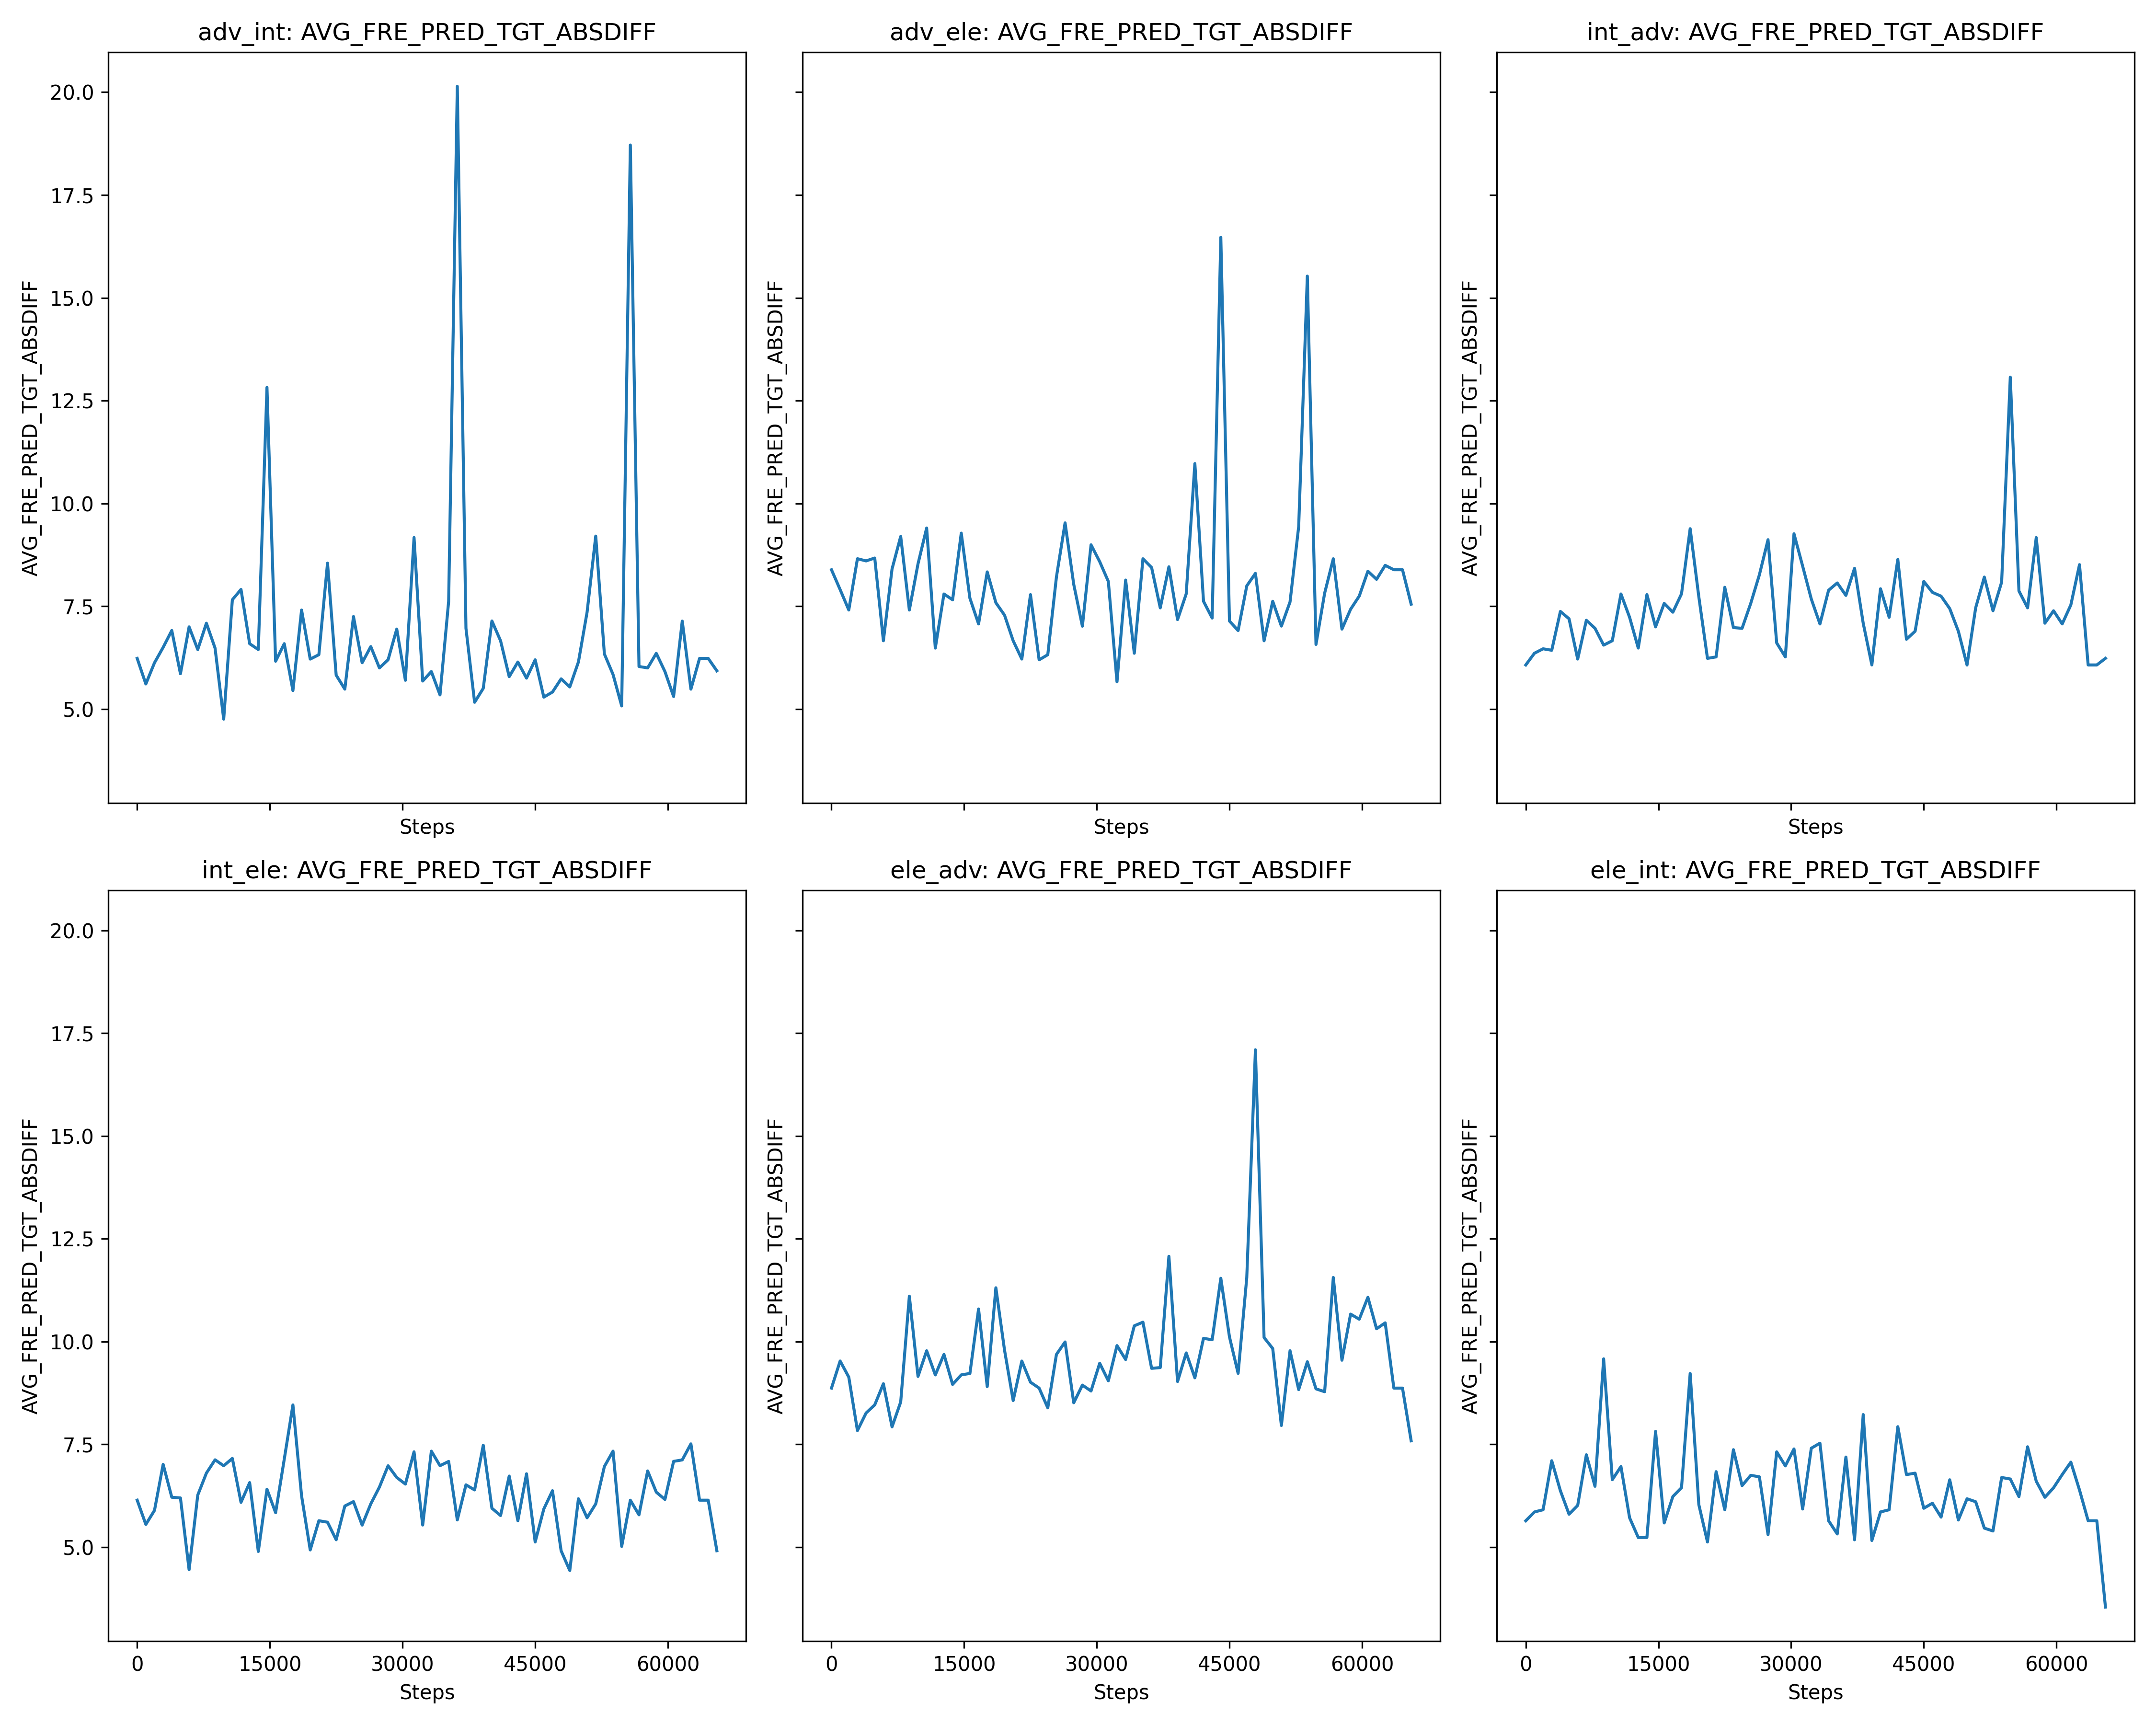 adv_int: AVG_FRE_PRED_TGT_ABSDIFF
adv_ele: AVG_FRE_PRED_TGT_ABSDIFF
int_adv: AVG_FRE_PRED_TGT_ABSDIFF
AVG_FRE_PRED_TGT_ABSDIFF
20.0
17.5
15.0
12.5
10.0
7.5
5.0
Steps
AVG_FRE_PRED_TGT_ABSDIFF
Steps
AVG_FRE_PRED_TGT_ABSDIFF
Steps
int_ele: AVG_FRE_PRED_TGT_ABSDIFF
ele_adv: AVG_FRE_PRED_TGT_ABSDIFF
ele_int: AVG_FRE_PRED_TGT_ABSDIFF
AVG_FRE_PRED_TGT_ABSDIFF
20.0
17.5
15.0
12.5
10.0
7.5
5.0
0 15000 30000 45000 60000
Steps
AVG_FRE_PRED_TGT_ABSDIFF
0 15000 30000 45000 60000
Steps
AVG_FRE_PRED_TGT_ABSDIFF
0 15000 30000 45000 60000
Steps